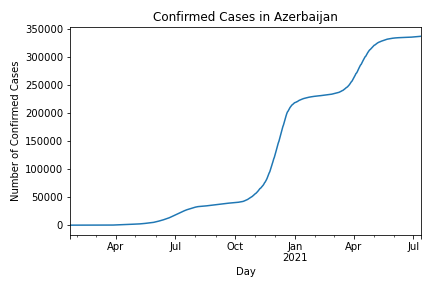 Confirmed Cases in Azerbaijan
350000
300000
250000
200000
150000
100000
50000
0
Number of Confirmed Cases
Apr Jul Oct Jan Apr Jul
2021
Day